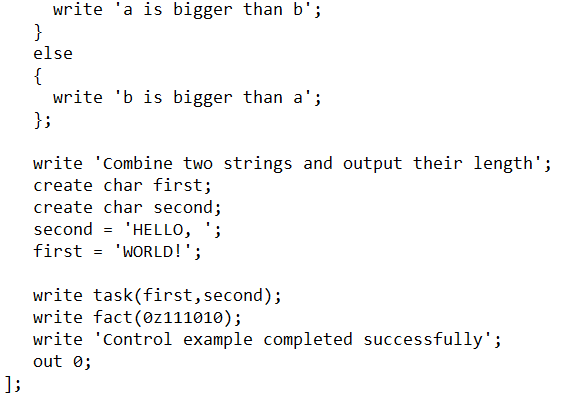 write 'a is bigger than b';
}
else
{
write 'b is bigger than a';
};
write 'Combine two strings and output their length';
create char first;
create char second;
second = 'HELLO, ';
first = 'WORLD!';
write task(first,second);
write fact(0z111010);
write 'Control example completed successfully';
out 0;
];